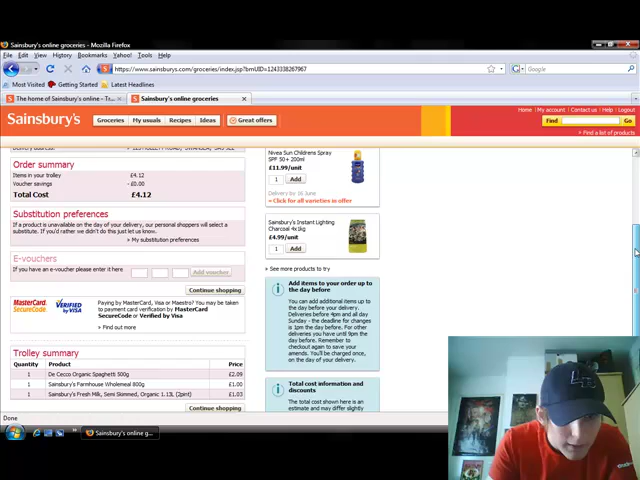 Sainsbury's online groceries - Mozilla Firefox
File Edit View History Bookmarks Yahoo! Tools Help
https://www.sainsburys.com/groceries/index.jsp?bmUID=1243338267967
Google
Most Visited Getting Started Latest Headlines
The home of Sainsbury's online - Tr...
Sainsbury's online groceries
Home | My account | Contact us | Help | Logout
Sainsbury's
Groceries My usuals Recipes Ideas Great offers
Find Go
Find a list of products
Order summary
Items in your trolley £4.12
Voucher savings -£0.00
Total Cost £4.12
Substitution preferences
If a product is unavailable on the day of your delivery, our personal shoppers will select a
substitute. If you'd rather we didn't do this just let us know.
My substitution preferences
E-vouchers
If you have an e-voucher please enter it here
Add voucher
Continue shopping
MasterCard SecureCode
VERIFIED by VISA
Paying by MasterCard, Visa or Maestro? You may be
taken to payment card verification by MasterCard
SecureCode or Verified by Visa
Find out more
Trolley summary
Quantity Product Price
1 De Cecco Organic Spaghetti 500g £2.09
1 Sainsbury's Farmhouse Wholemeal 800g £1.00
1 Sainsbury's Fresh Milk, Semi Skimmed, Organic 1.13L (2pint) £1.03
Continue shopping
Nivea Sun Childrens Spray
SPF 50+ 200ml
£11.99/unit
1 Add
Delivery by 16 June
Click for all varieties in offer
Sainsbury's Instant Lighting
Charcoal 4x1kg
£4.99/unit
1 Add
See more products to try
Add items to your order up to
the day before
You can add additional items up to
the day before your delivery.
Deliveries before 4pm and all day
Sunday - the deadline for changes
is 1pm the day before. For other
deliveries you have until 9pm the
day before. Remember to
checkout again to save your
amends. You'll be charged once,
on the day of delivery.
Total cost information and
discounts
The total cost shown here is an
estimate and may differ slightly
Done
Sainsbury's online g...